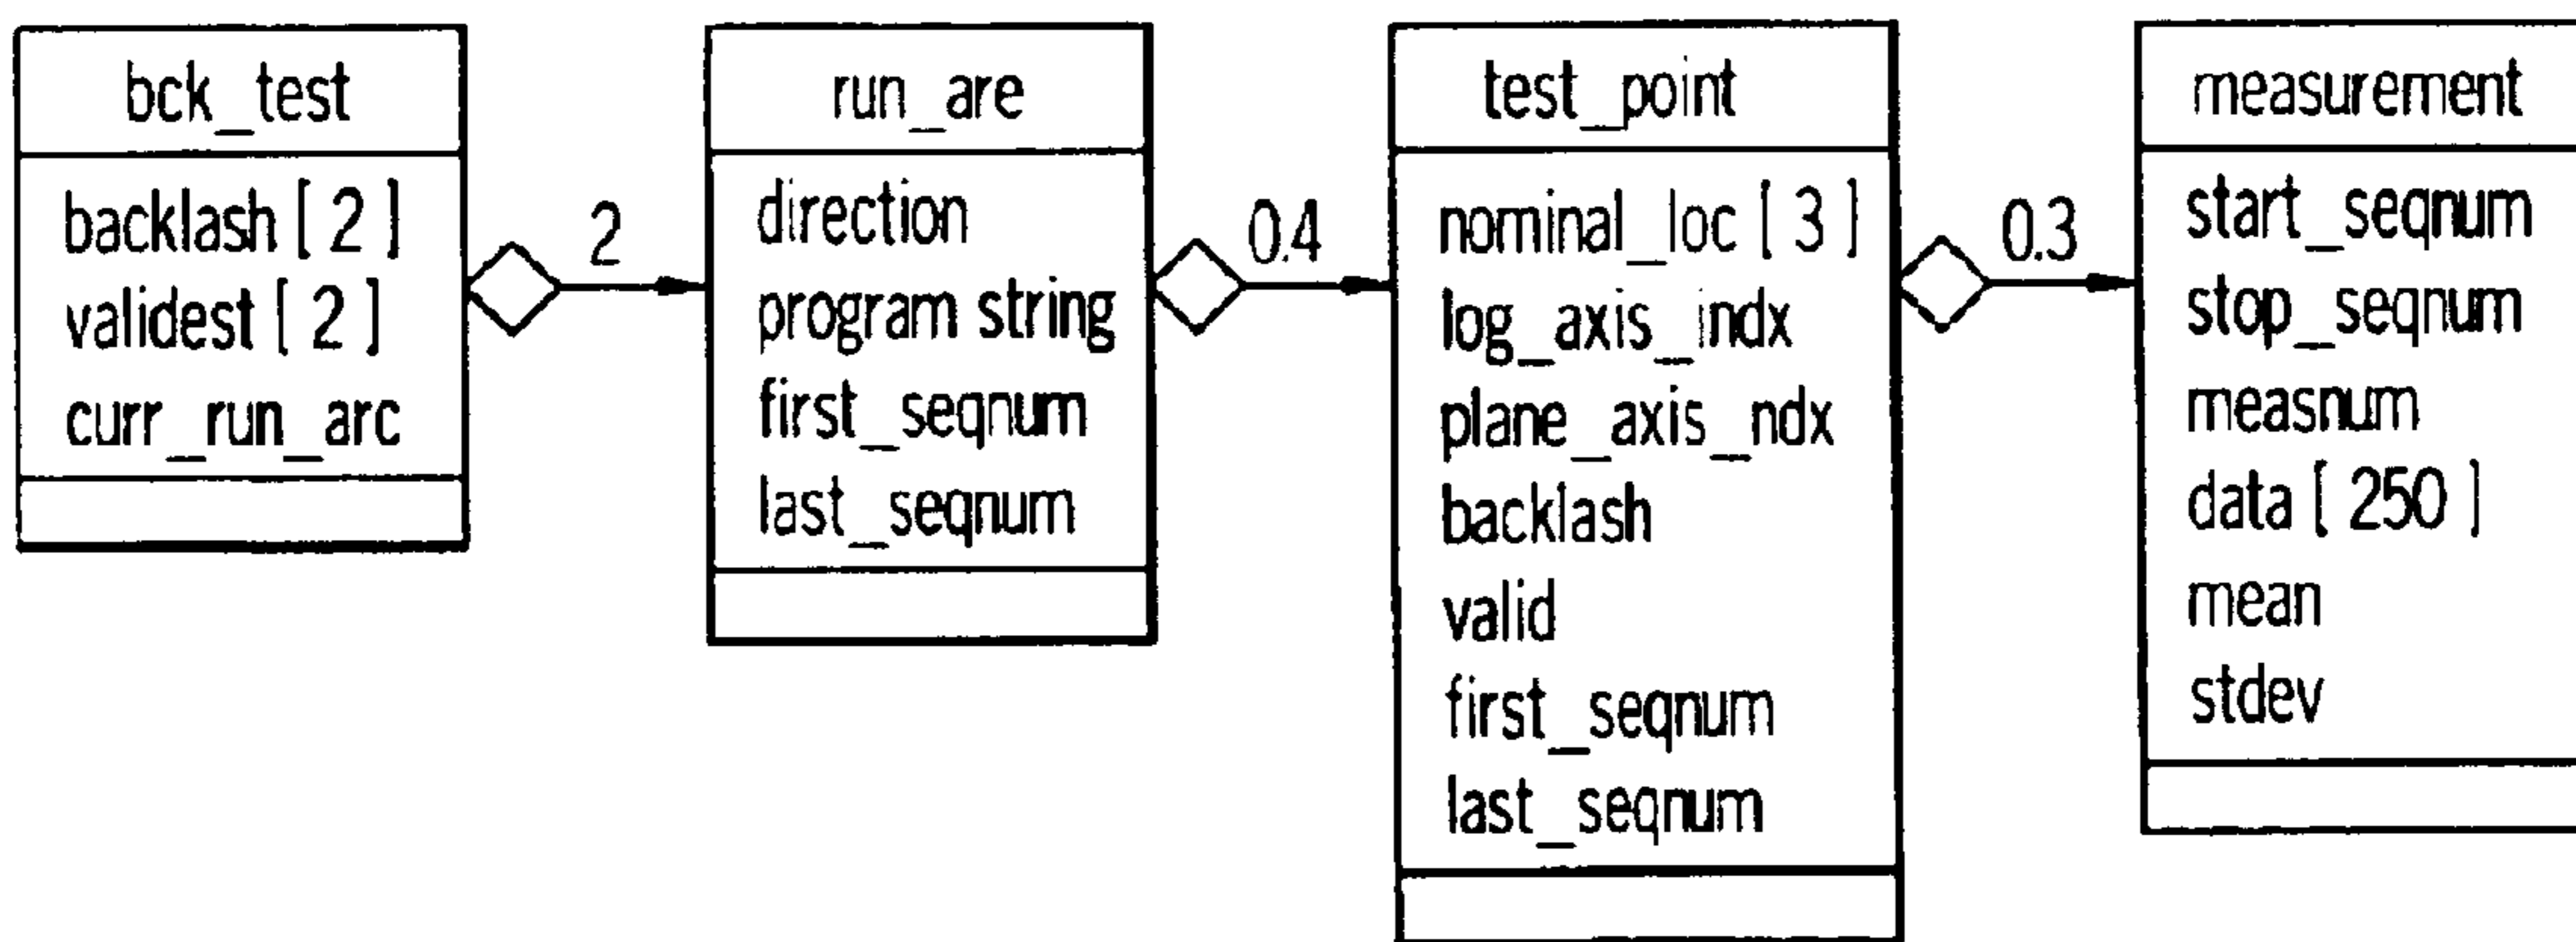 bck_test
backlash [ 2 ]
validest [ 2 ]
curr_run_arc
2
run_are
direction
program string
first_seqnum
last_seqnum
0.4
test_point
nominal_loc [ 3 ]
log_axis_indx
plane_axis_ndx
backlash
valid
first_seqnum
last_seqnum
0.3
measurement
start_seqnum
stop_seqnum
measnum
data [ 250 ]
mean
stdev